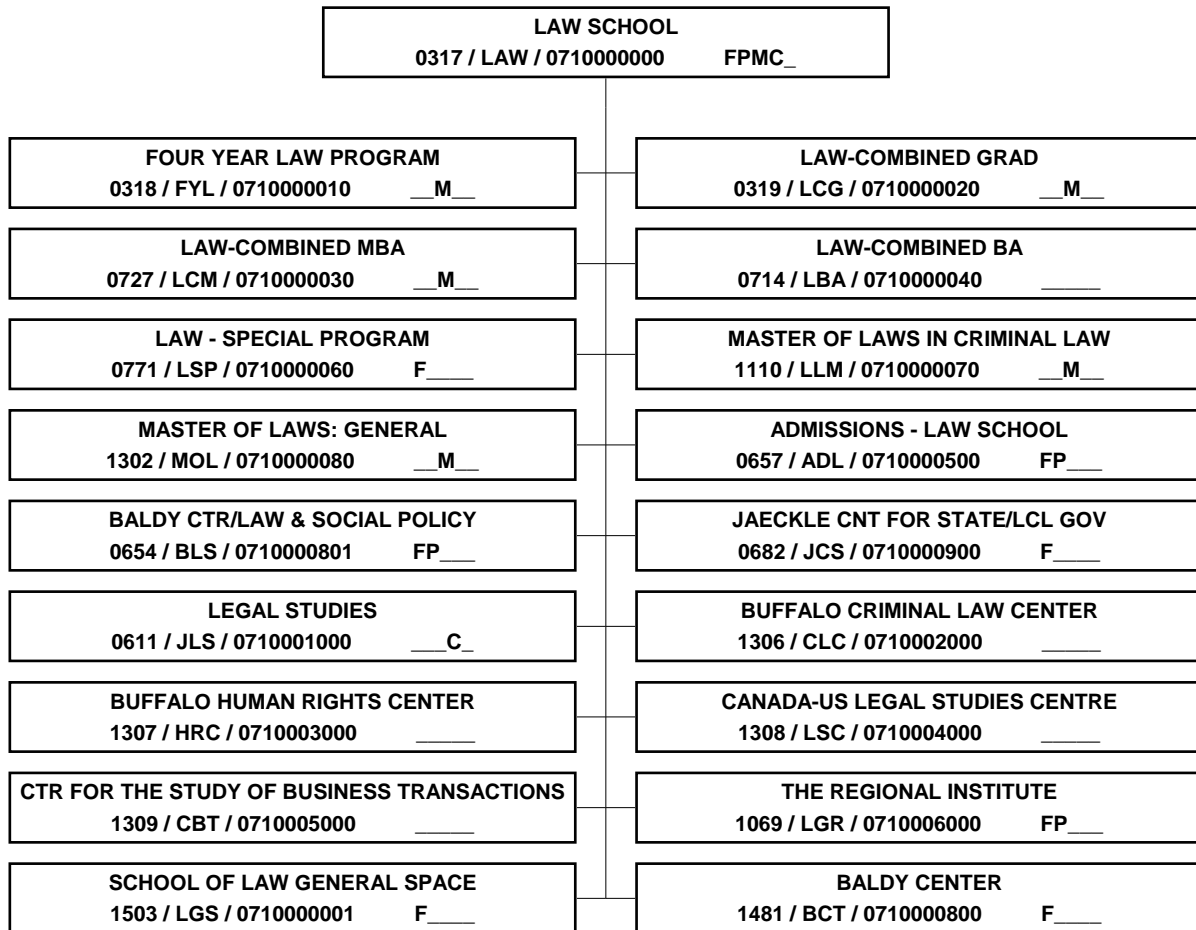 LAW SCHOOL
0317 / LAW / 0710000000 FPMC_
FOUR YEAR LAW PROGRAM
0318 / FYL / 0710000010 __M__
LAW-COMBINED GRAD
0319 / LCG / 0710000020 __M__
LAW-COMBINED MBA
0727 / LCM / 0710000030 __M__
LAW-COMBINED BA
0714 / LBA / 0710000040 _____
LAW - SPECIAL PROGRAM
0771 / LSP / 0710000060 F____
MASTER OF LAWS IN CRIMINAL LAW
1110 / LLM / 0710000070 __M__
MASTER OF LAWS: GENERAL
1302 / MOL / 0710000080 __M__
ADMISSIONS - LAW SCHOOL
0657 / ADL / 0710000500 FP___
BALDY CTR/LAW & SOCIAL POLICY
0654 / BLS / 0710000801 FP___
JAECKLE CNT FOR STATE/LCL GOV
0682 / JCS / 0710000900 F____
LEGAL STUDIES
0611 / JLS / 0710001000 ___C_
BUFFALO CRIMINAL LAW CENTER
1306 / CLC / 0710002000 _____
BUFFALO HUMAN RIGHTS CENTER
1307 / HRC / 0710003000 _____
CANADA-US LEGAL STUDIES CENTRE
1308 / LSC / 0710004000 _____
CTR FOR THE STUDY OF BUSINESS TRANSACTIONS
1309 / CBT / 0710005000 _____
THE REGIONAL INSTITUTE
1069 / LGR / 0710006000 FP___
SCHOOL OF LAW GENERAL SPACE
1503 / LGS / 0710000001 F____
BALDY CENTER
1481 / BCT / 0710000800 F____